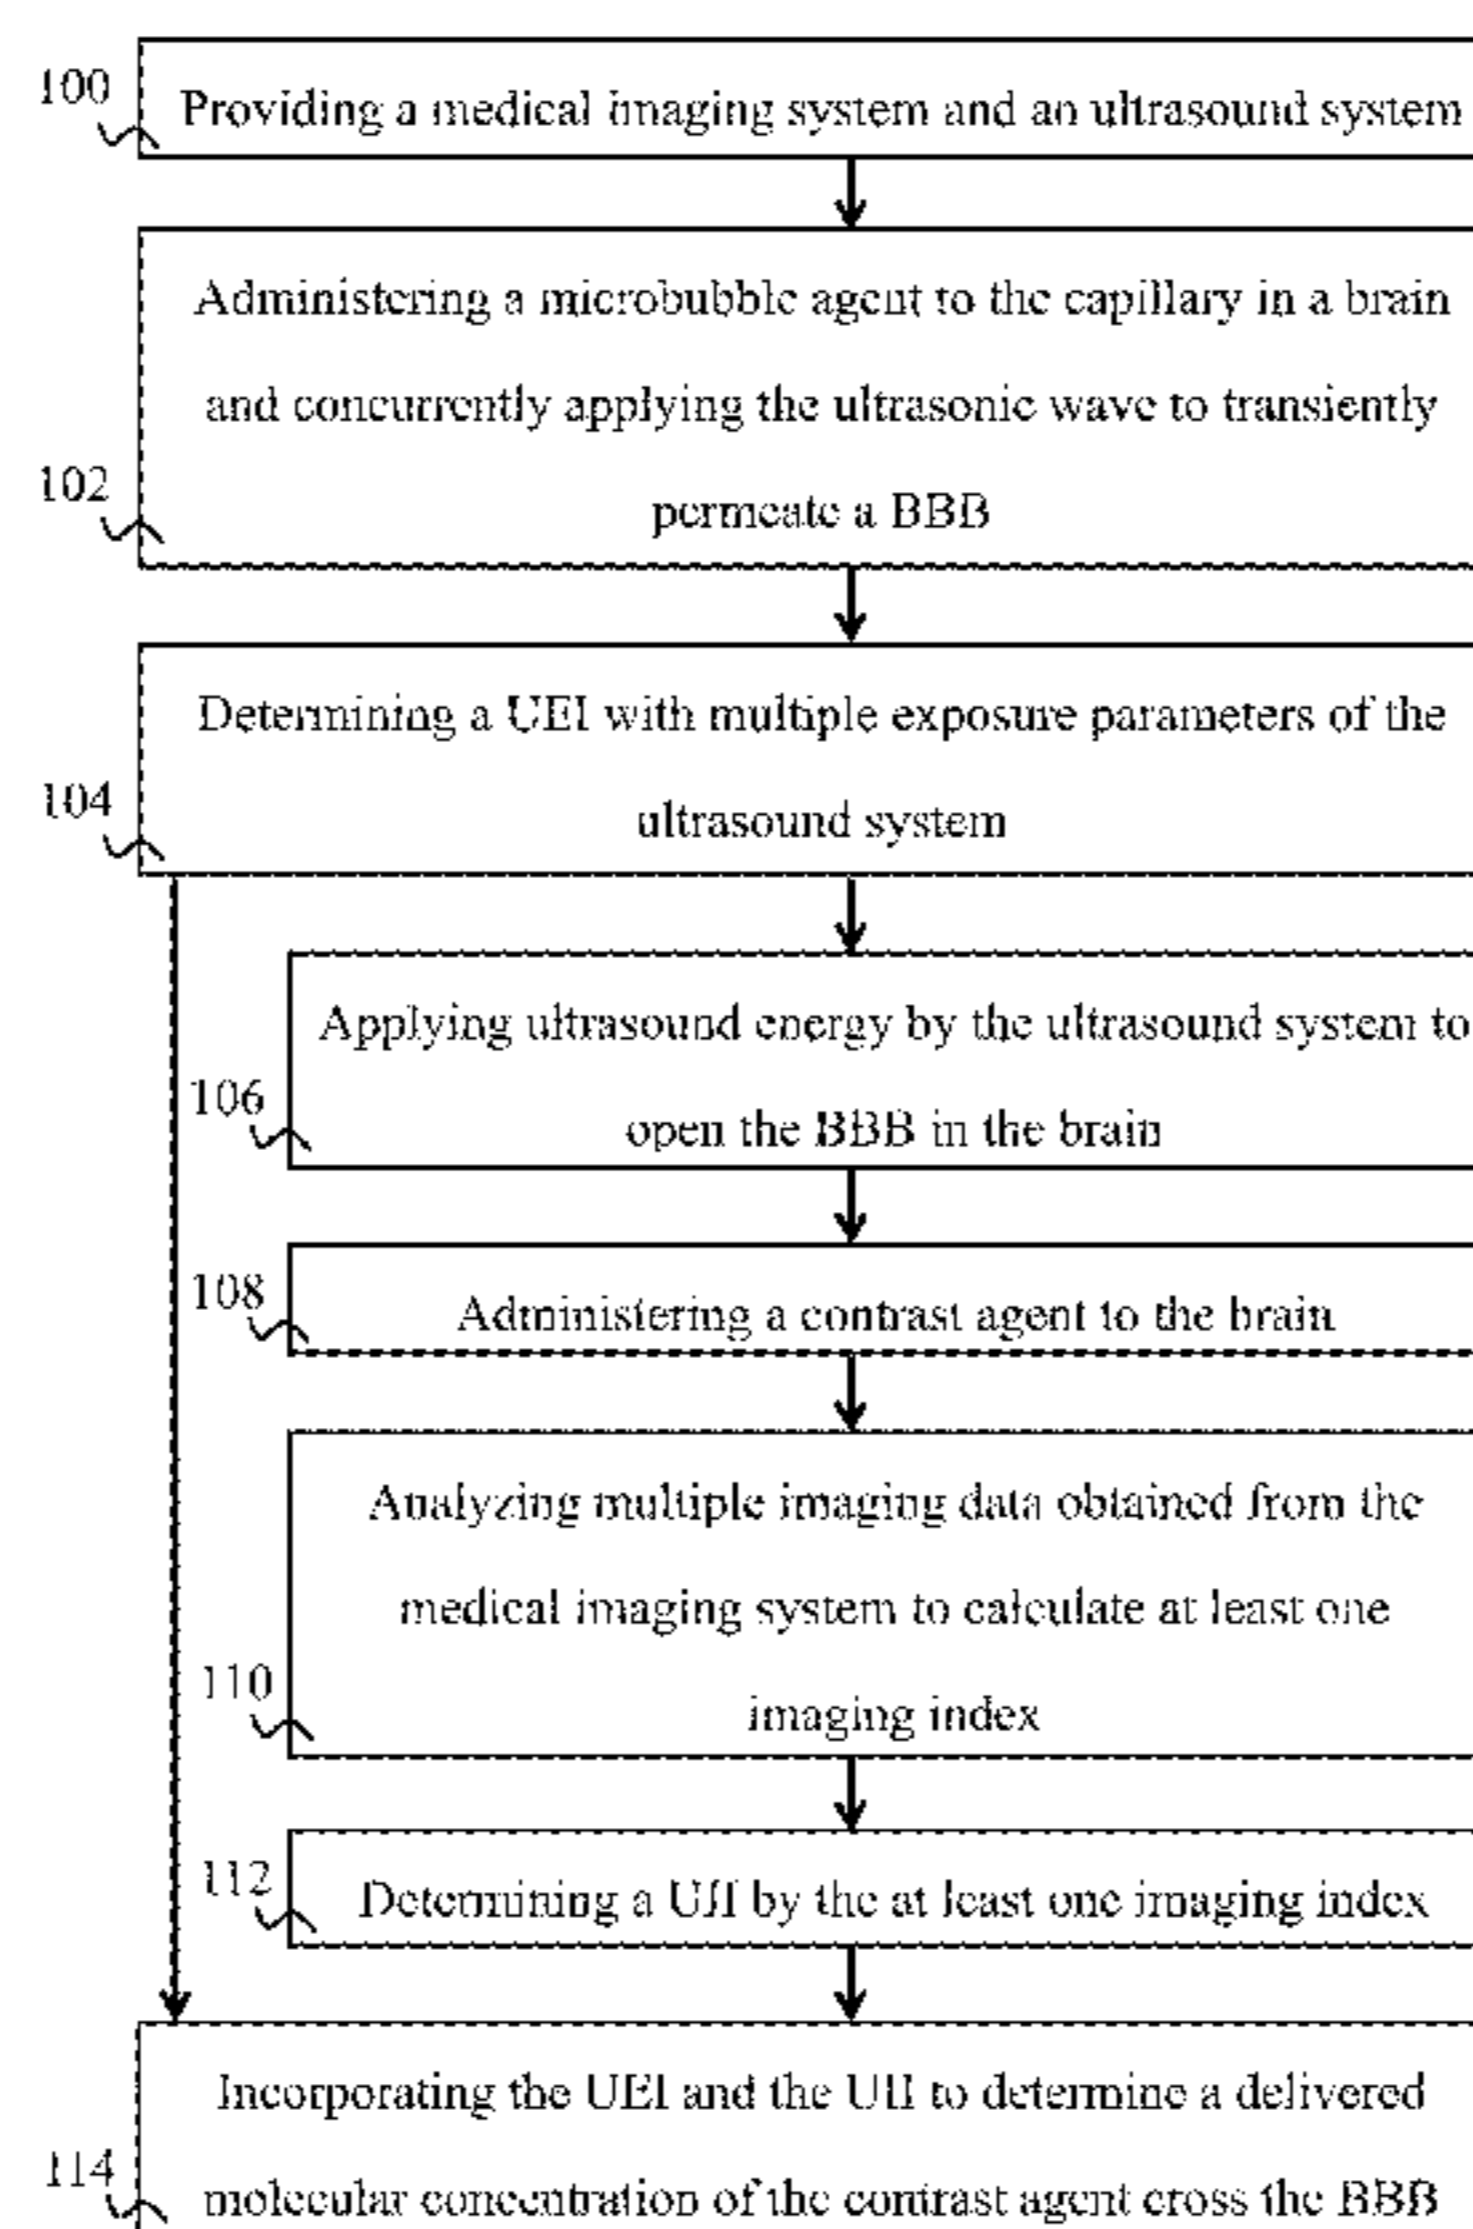 100
Providing a medical imaging system and an ultrasound system
Administering a microbubble agent to the capillary in a brain
and concurrently applying the ultrasonic wave to transiently
102
permeate a BBB
Determining a UEI with multiple exposure parameters of the
104
ultrasound system
Applying ultrasound energy by the ultrasound system to
106
open the BBB in the brain
108
Administering a contrast agent to the brain
Analyzing multiple imaging data obtained from the
medical imaging system to calculate at least one
110
imaging index
112
Determining a UII by the at least one imaging index
Incorporating the UEI and the UII to determine a delivered
114
molecular concentration of the contrast agent cross the BBB